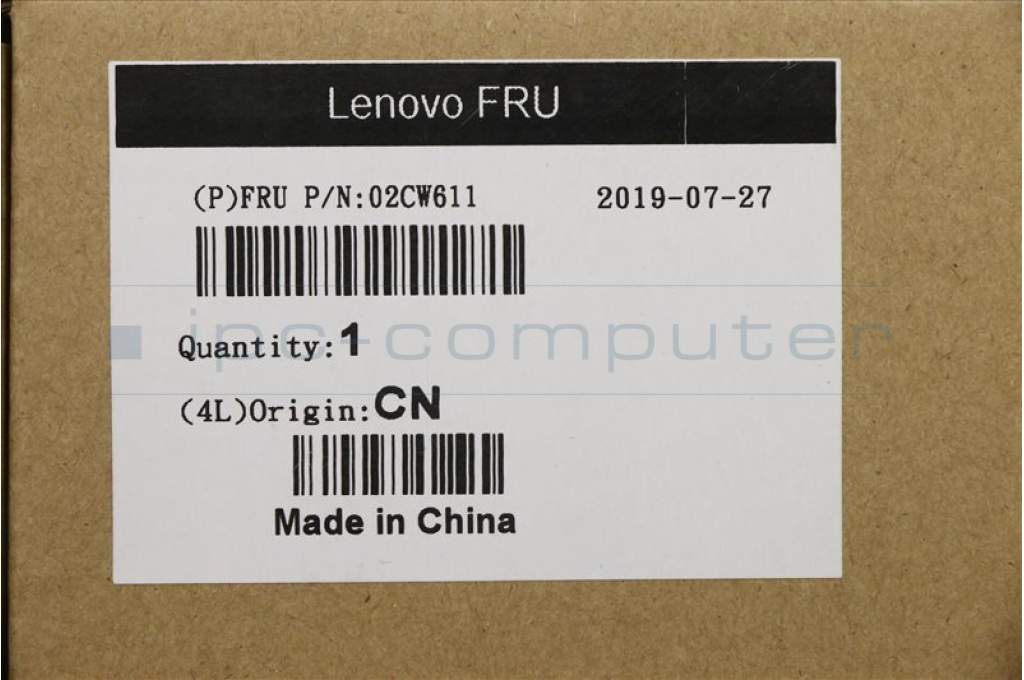 Lenovo FRU
(P)FRU P/N:02CW611 2019-07-27
ipc-computer
Quantity:1
(4L)Origin:CN
Made in China